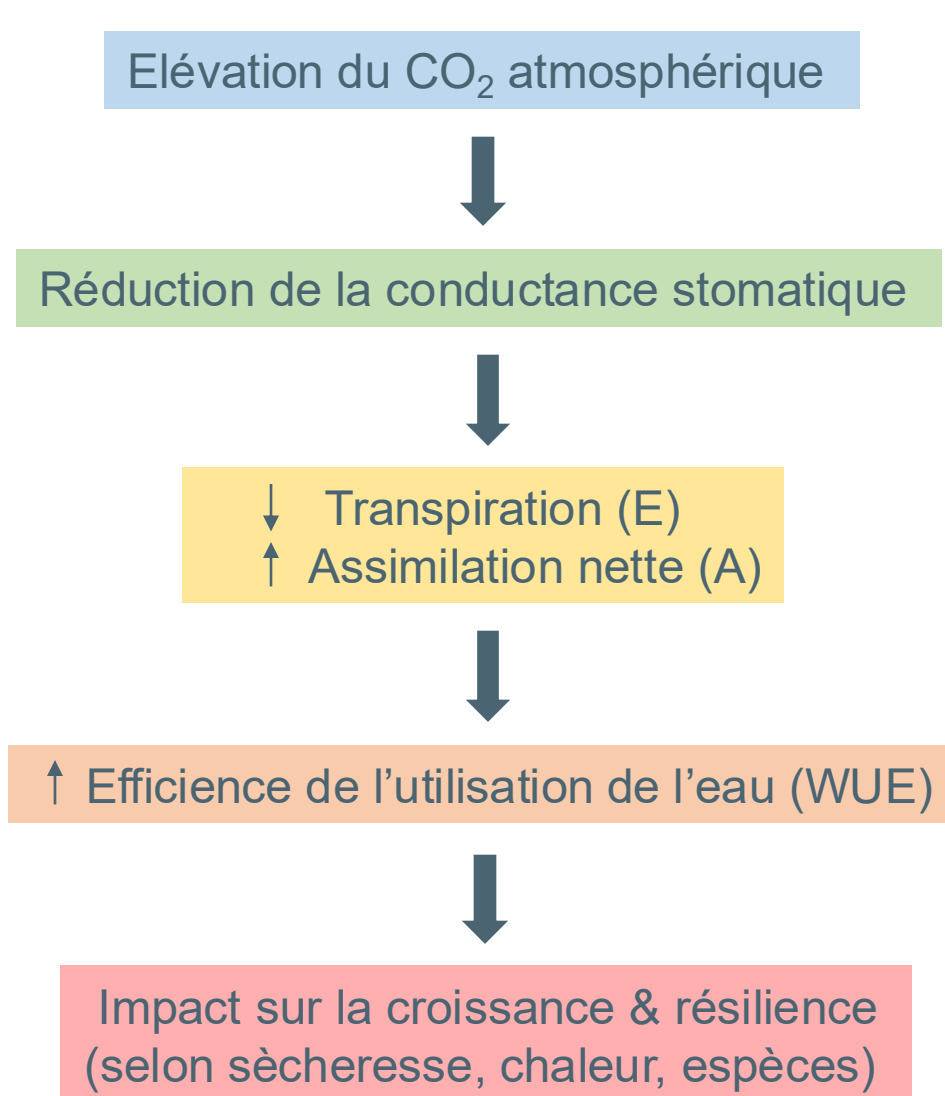 Elévation du CO₂ atmosphérique
Réduction de la conductance stomatique
↓ Transpiration (E)
↑ Assimilation nette (A)
↑ Efficience de l’utilisation de l’eau (WUE)
Impact sur la croissance & résilience
(selon sècheresse, chaleur, espèces)